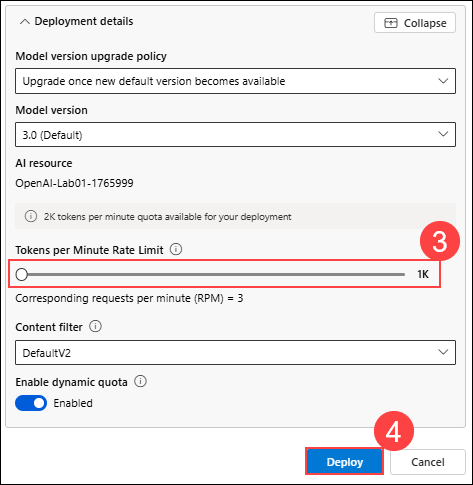 Deployment details
Collapse
Model version upgrade policy
Upgrade once new default version becomes available
Model version
3.0 (Default)
AI resource
OpenAI-Lab01-1765999
2K tokens per minute quota available for your deployment
3
Tokens per Minute Rate Limit
1K
Corresponding requests per minute (RPM) = 3
Content filter
DefaultV2
Enable dynamic quota
Enabled
4
Deploy Cancel